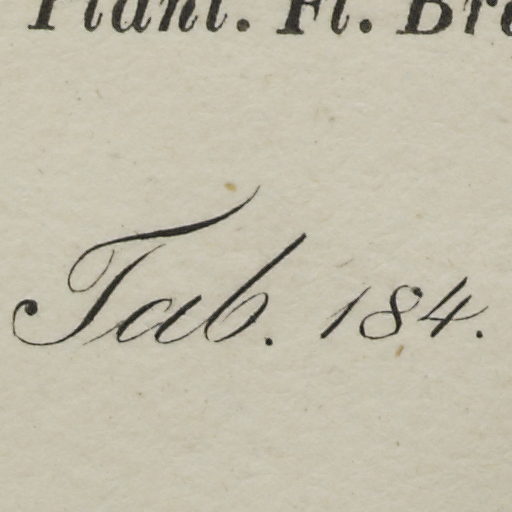 Plant. Fl. Br
Tab. 184.